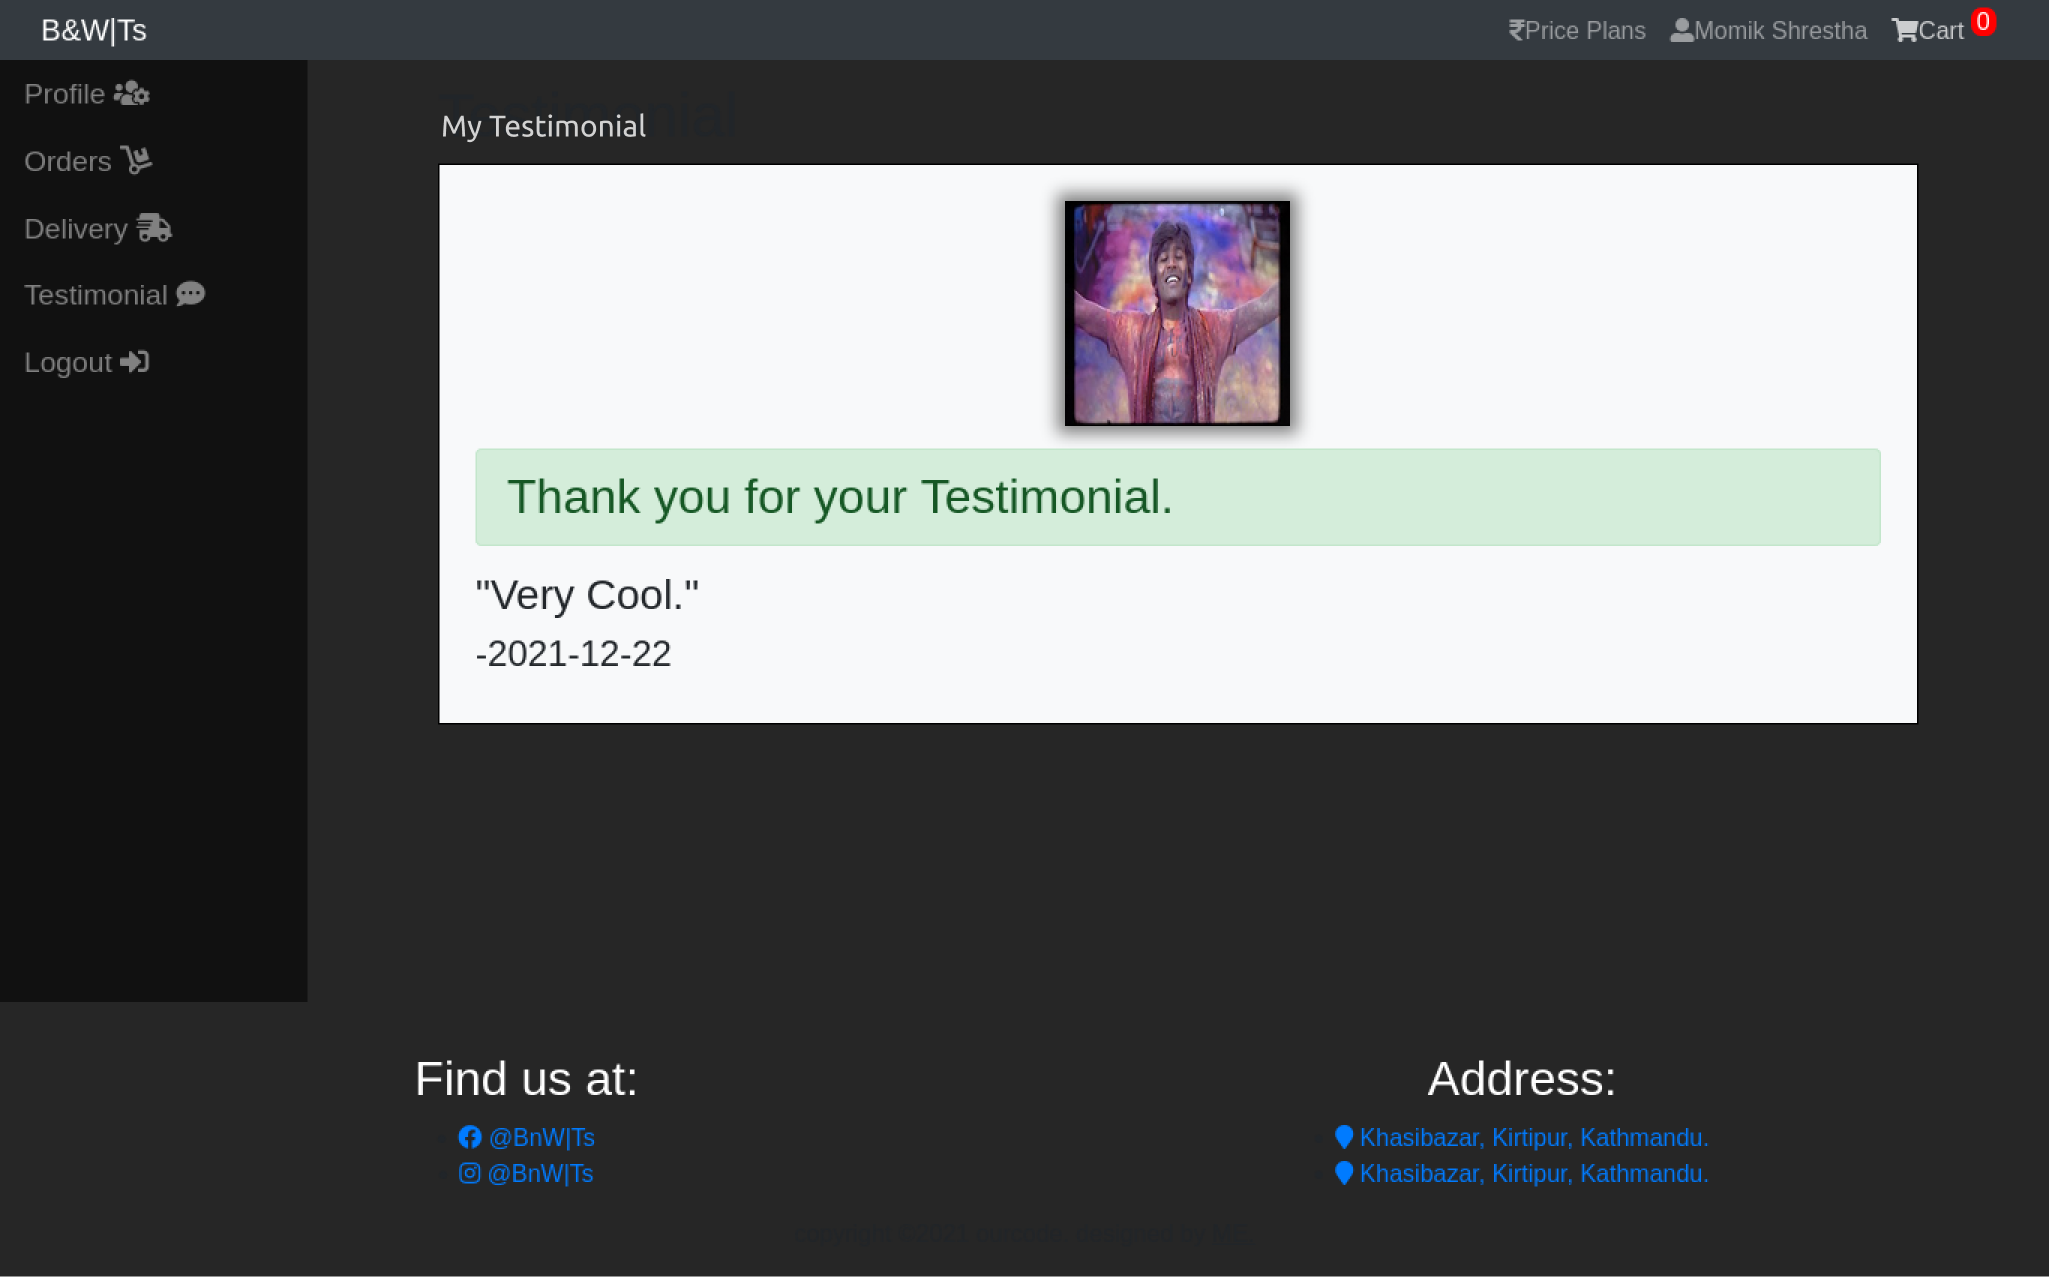 B&W|Ts
Price Plans Momik Shrestha Cart 0
Profile
Orders
Delivery
Testimonial
Logout
Testimonial
My Testimonial
Thank you for your Testimonial.
"Very Cool."
-2021-12-22
Find us at:
@BnW|Ts
@BnW|Ts
Address:
Khasibazar, Kirtipur, Kathmandu.
Khasibazar, Kirtipur, Kathmandu.